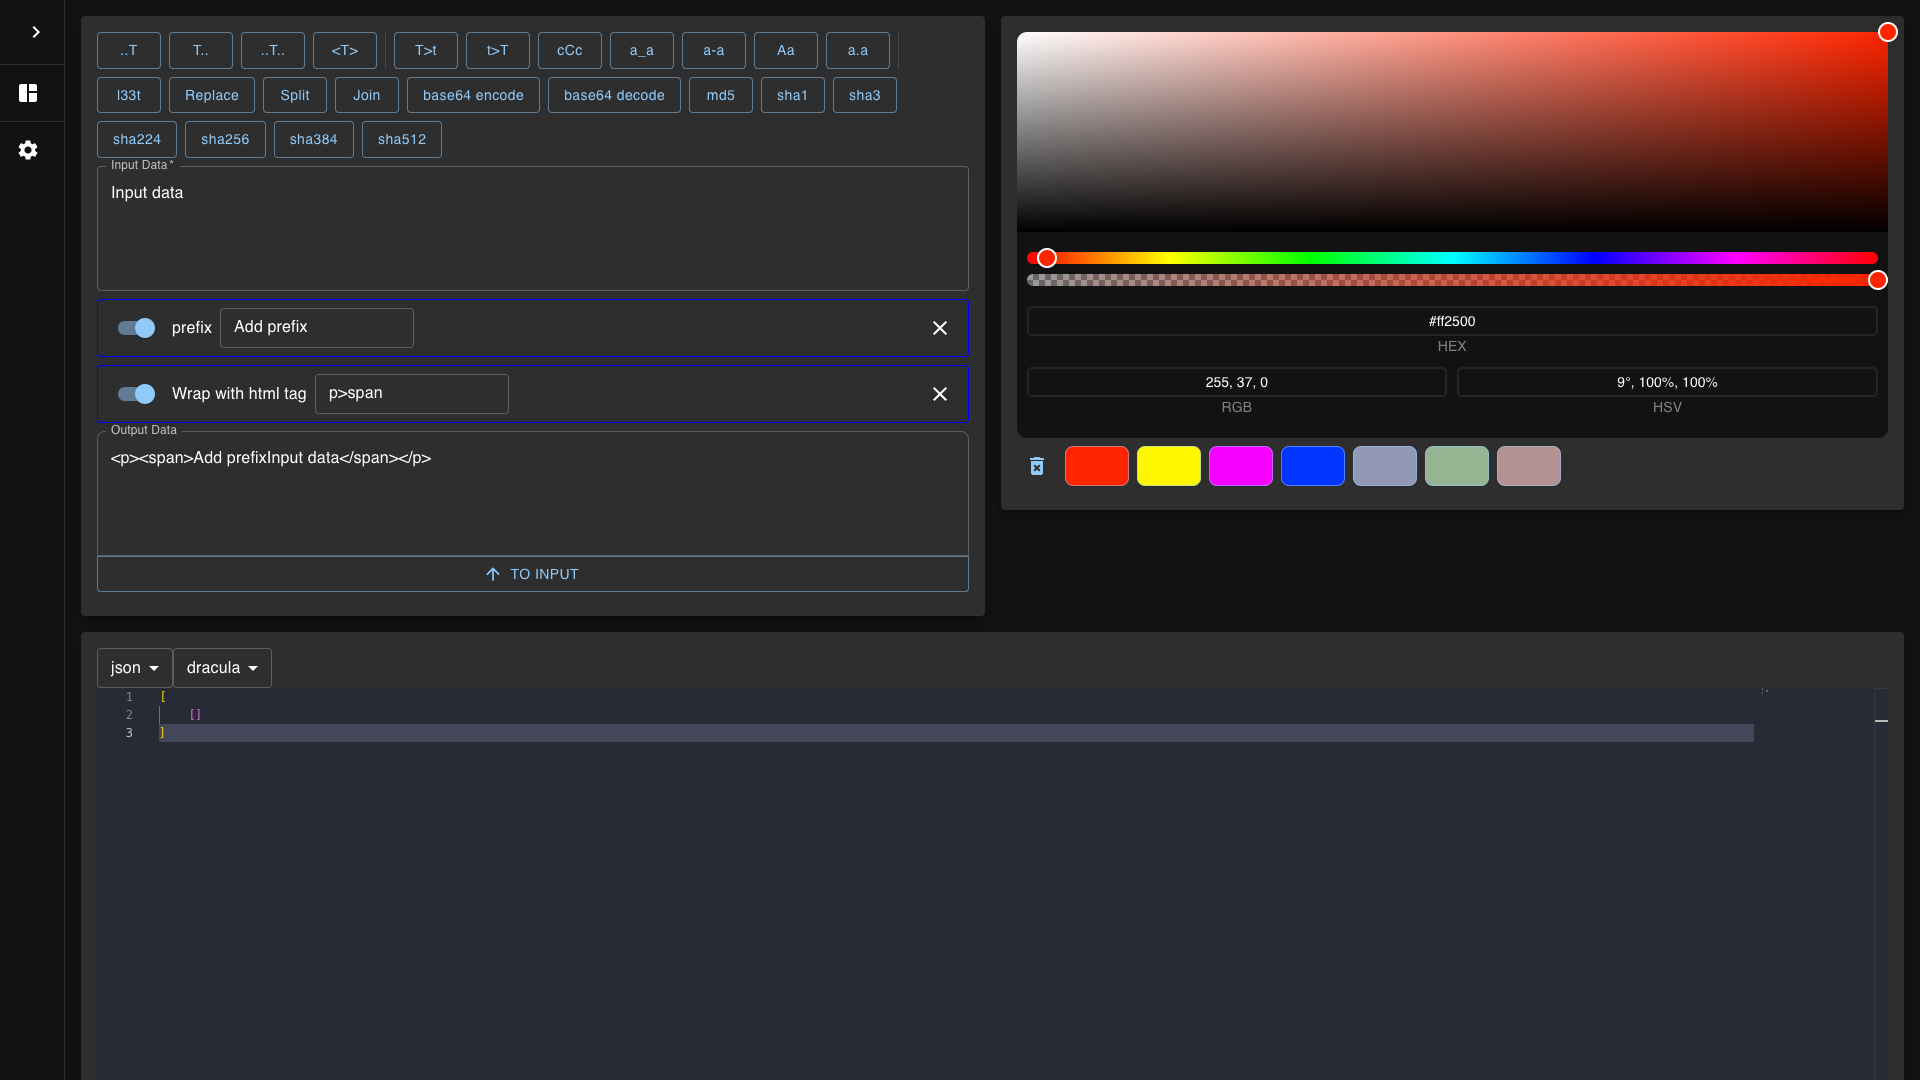 ..T T.. ..T.. <T> T>t t>T cCc a_a a-a Aa a.a
l33t Replace Split Join base64 encode base64 decode md5 sha1 sha3
sha224 sha256 sha384 sha512
Input Data *
Input data
prefix Add prefix
Wrap with html tag p>span
Output Data
<p><span>Add prefixInput data</span></p>
TO INPUT
#ff2500
HEX
255, 37, 0
RGB
9°, 100%, 100%
HSV
json dracula
1 [
2 []
3 ]